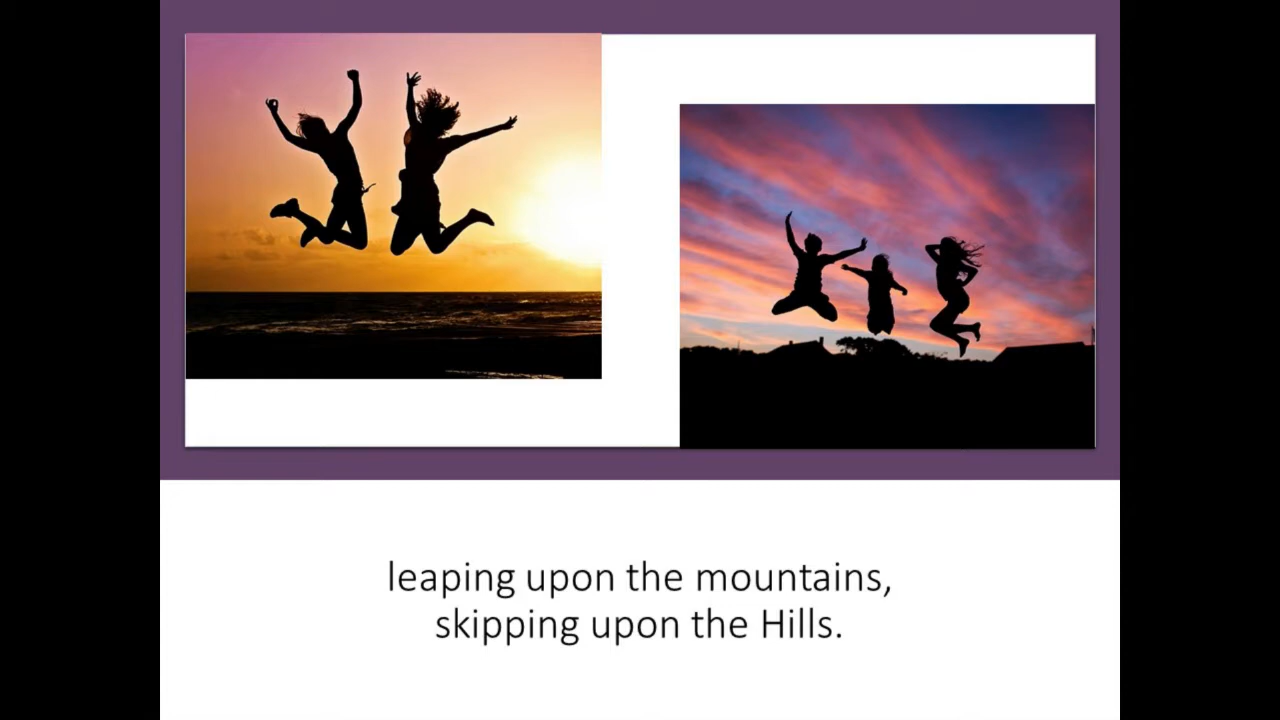 leaping upon the mountains,
skipping upon the Hills.